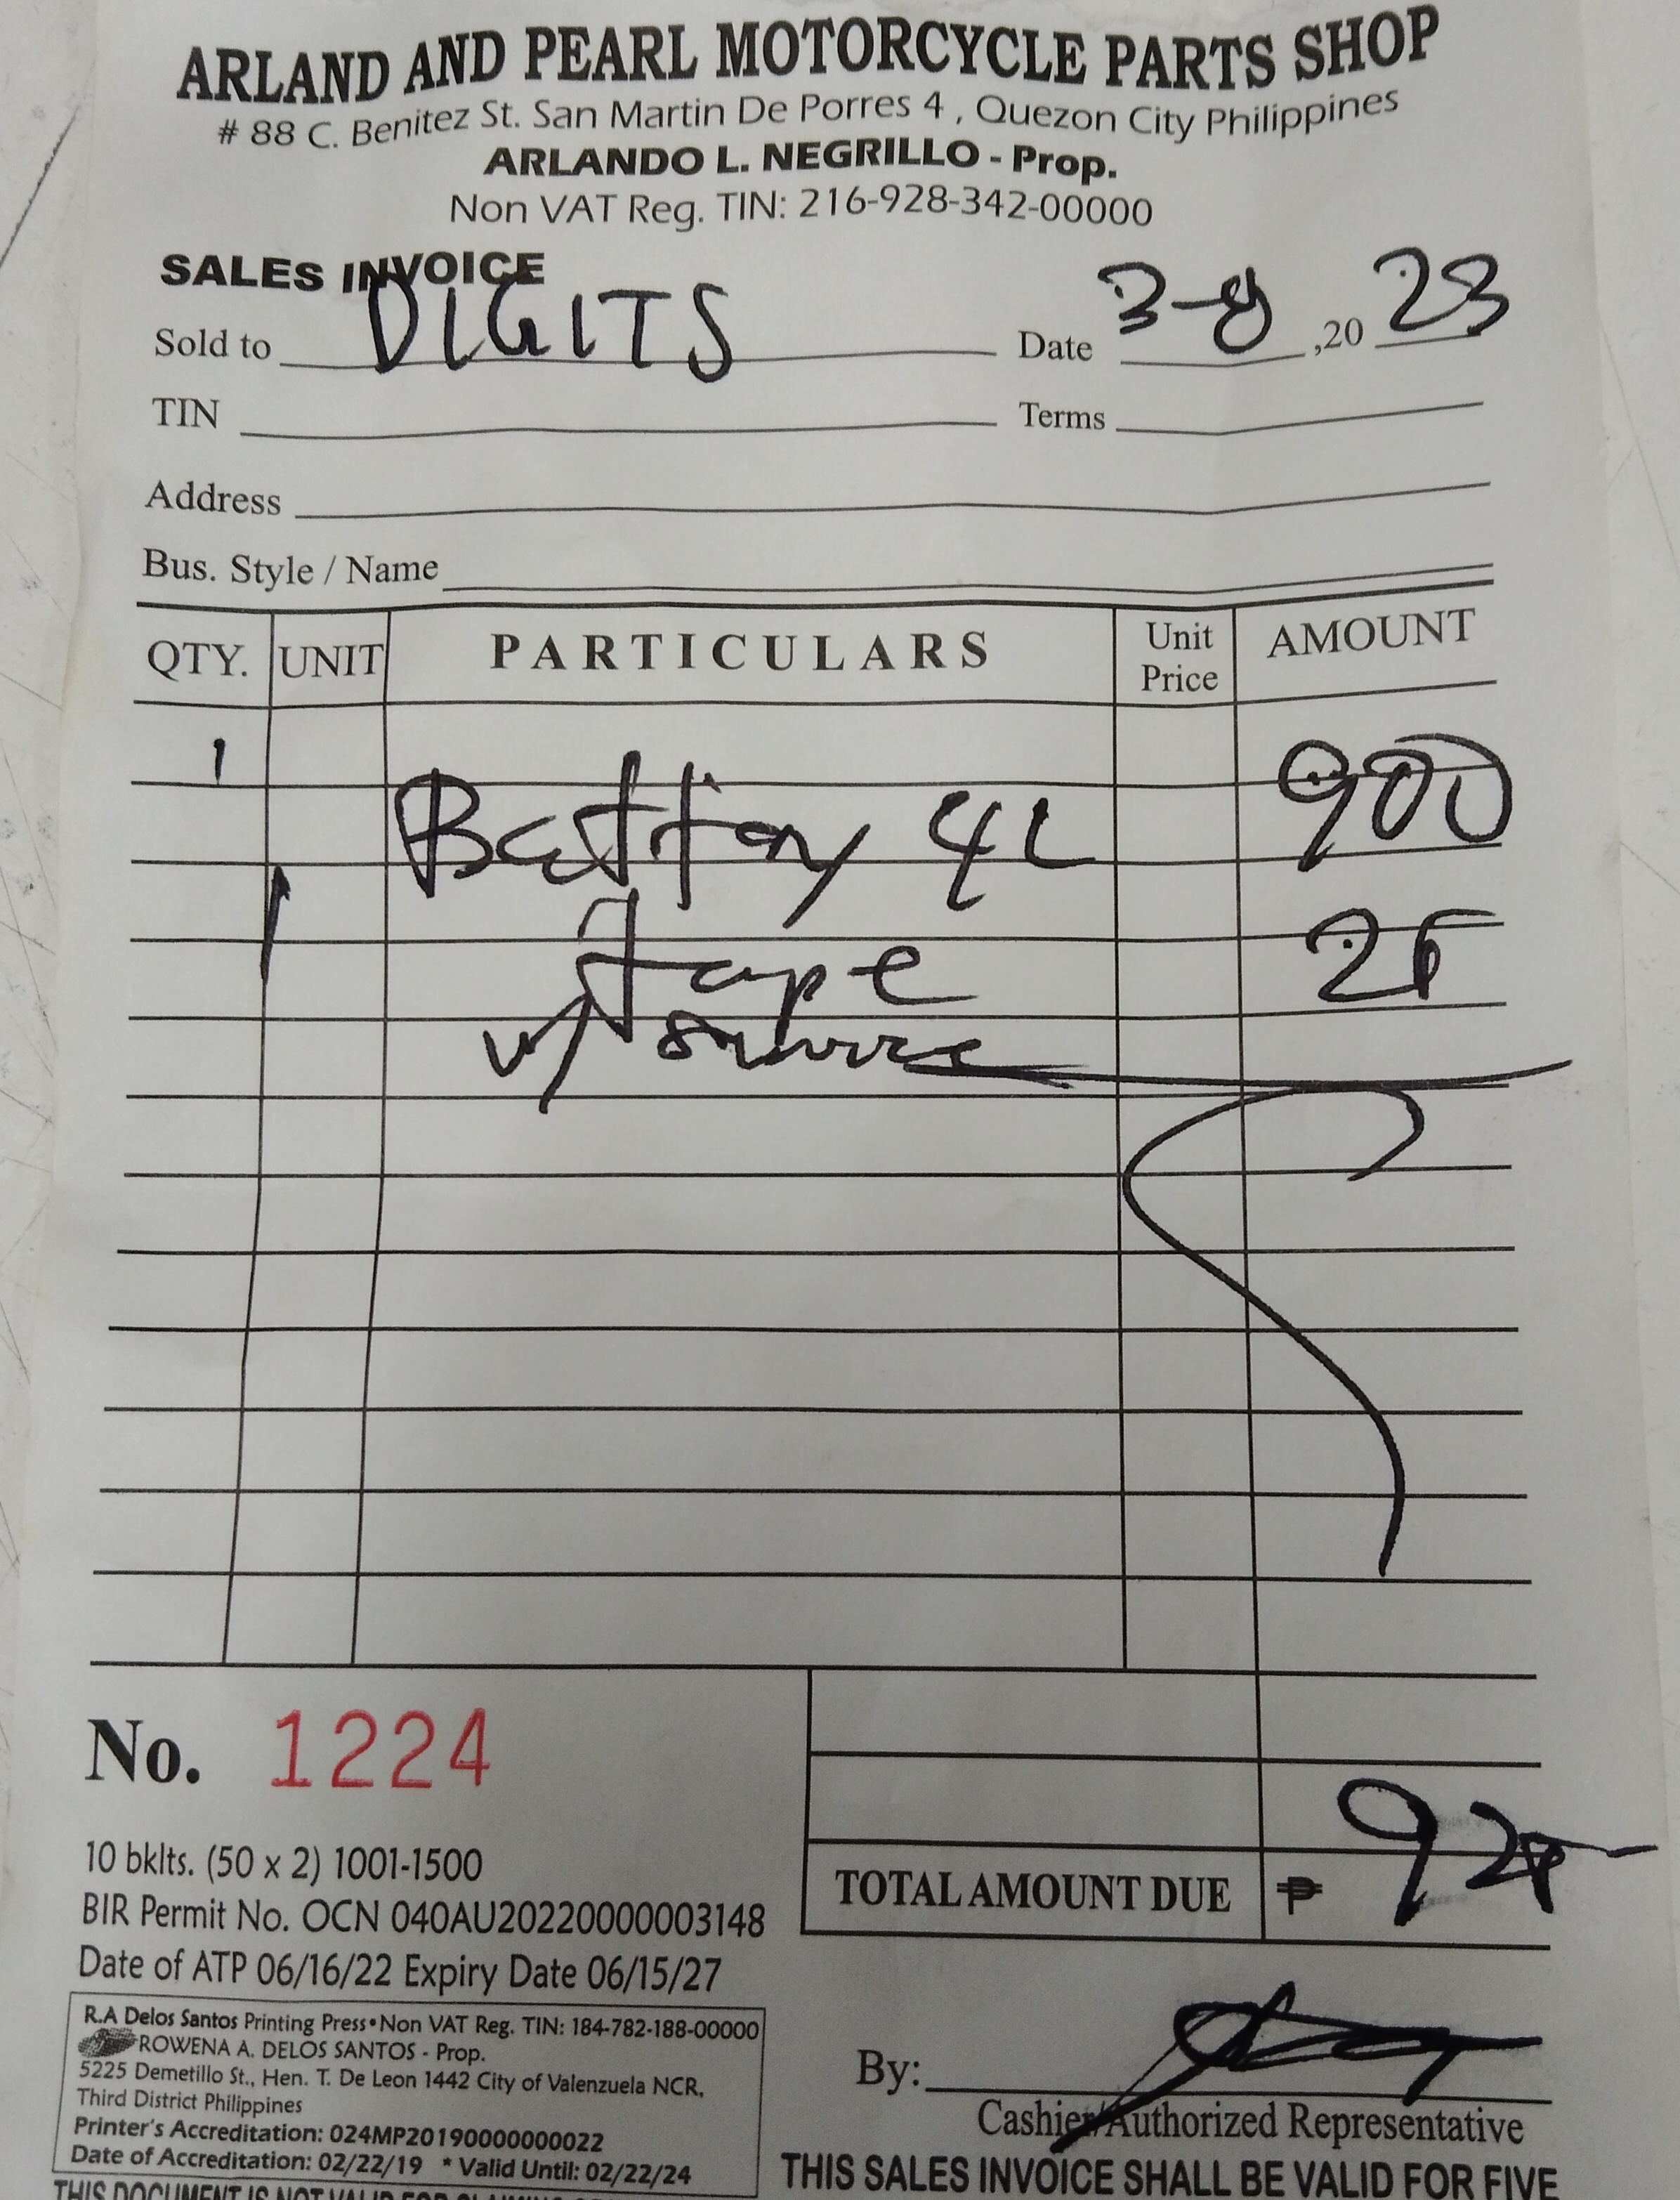 ARLAND AND PEARL MOTORCYCLE PARTS SHOP
# 88 C. Benitez St. San Martin De Porres 4 , Quezon City Philippines
ARLANDO L. NEGRILLO - Prop.
Non VAT Reg. TIN: 216-928-342-00000
SALES INVOICE
Sold to DIGITS Date 3-8 ,20 23
TIN Terms
Address
Bus. Style / Name
QTY. UNIT PARTICULARS Unit Price AMOUNT
1 Battery 4L 900
1 tape 25
w/
No. 1224
10 bklts. (50 x 2) 1001-1500
BIR Permit No. OCN 040AU20220000003148
Date of ATP 06/16/22 Expiry Date 06/15/27
TOTAL AMOUNT DUE ₱ 925
R.A Delos Santos Printing Press•Non VAT Reg. TIN: 184-782-188-00000
ROWENA A. DELOS SANTOS - Prop.
5225 Demetillo St., Hen. T. De Leon 1442 City of Valenzuela NCR,
Third District Philippines
Printer's Accreditation: 024MP20190000000022
Date of Accreditation: 02/22/19 * Valid Until: 02/22/24
By:
Cashier/Authorized Representative
THIS SALES INVOICE SHALL BE VALID FOR FIVE
THIS DOCUMENT IS NOT VALID FOR